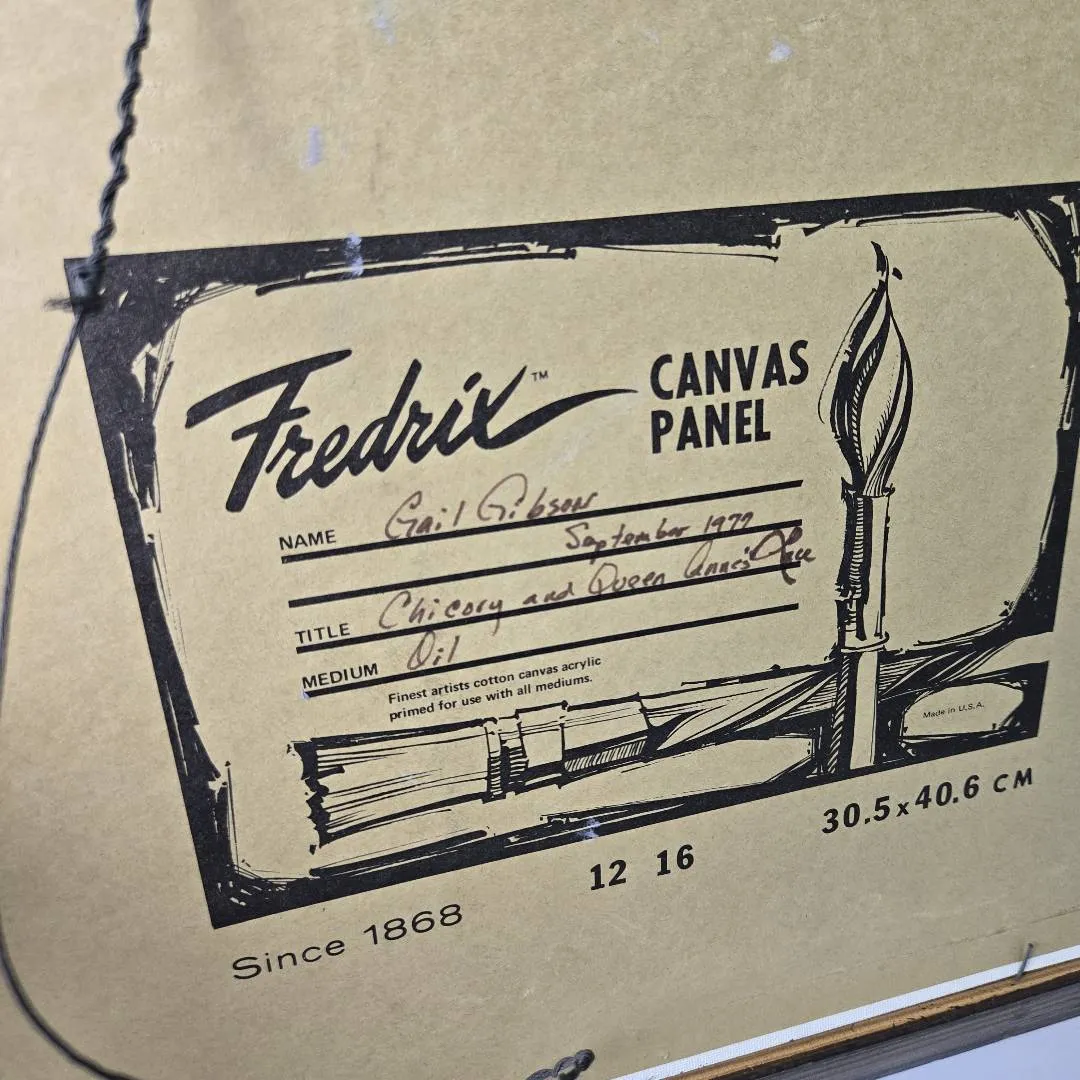 Fredrix™ CANVAS
PANEL
NAME Gail Gibson
September 1977
TITLE Chicory and Queen Anne's Lace
MEDIUM Oil
Finest artists cotton canvas acrylic
primed for use with all mediums.
Made in U.S.A.
12 16
30.5 x 40.6 CM
Since 1868